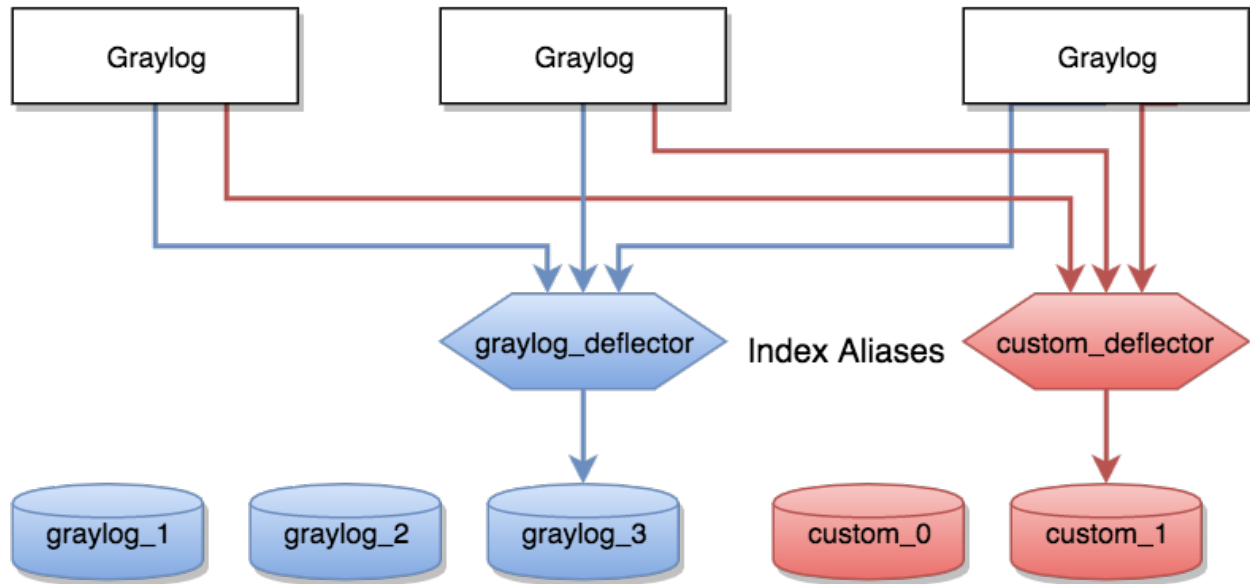 Graylog
Graylog
Graylog
graylog_deflector
Index Aliases
custom_deflector
graylog_1
graylog_2
graylog_3
custom_0
custom_1